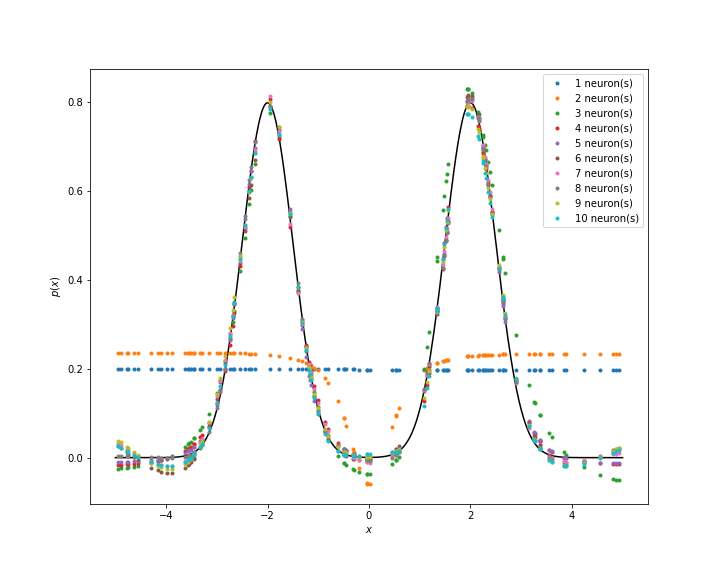 1 neuron(s)
2 neuron(s)
3 neuron(s)
4 neuron(s)
5 neuron(s)
6 neuron(s)
7 neuron(s)
8 neuron(s)
9 neuron(s)
10 neuron(s)
0.8
0.6
0.4
0.2
0.0
p(x)
−4
−2
0
2
4
x